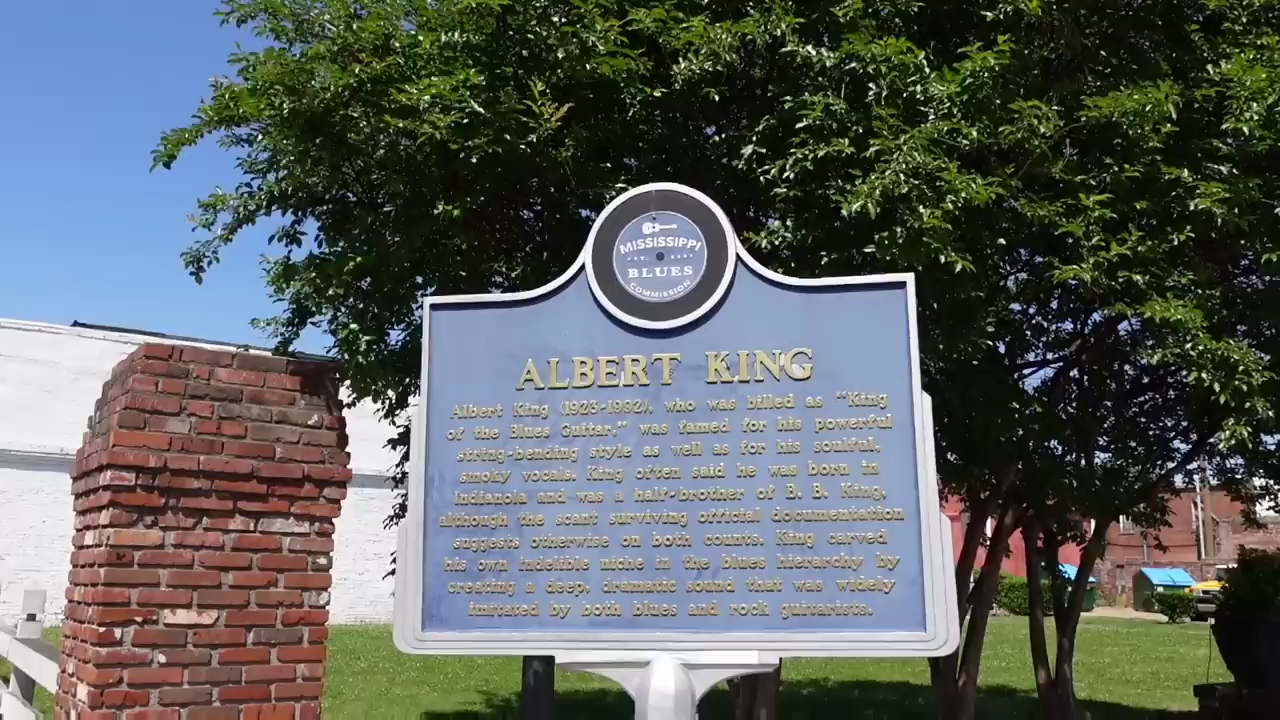 MISSISSIPPI
EST.
BLUES
COMMISSION
ALBERT KING
Albert King (1923-1992), who was billed as "King
of the Blues Guitar," was famed for his powerful
string-bending style as well as for his soulful,
smoky vocals. King often said he was born in
Indianola and was a half-brother of B. B. King,
although the scant surviving official documentation
suggests otherwise on both counts. King carved
his own indelible niche in the blues hierarchy by
creating a deep, dramatic sound that was widely
imitated by both blues and rock guitarists.